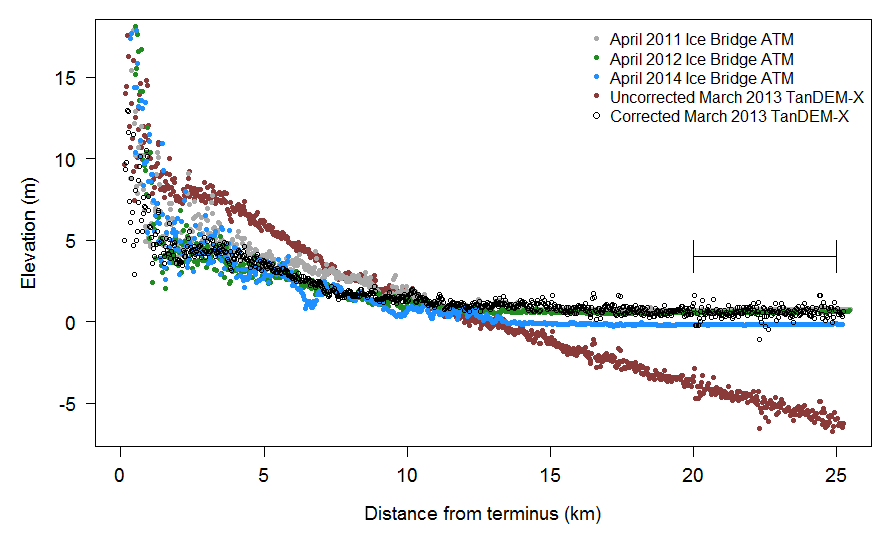 April 2011 Ice Bridge ATM
April 2012 Ice Bridge ATM
April 2014 Ice Bridge ATM
Uncorrected March 2013 TanDEM-X
Corrected March 2013 TanDEM-X
Elevation (m)
15
10
5
0
-5
0 5 10 15 20 25
Distance from terminus (km)